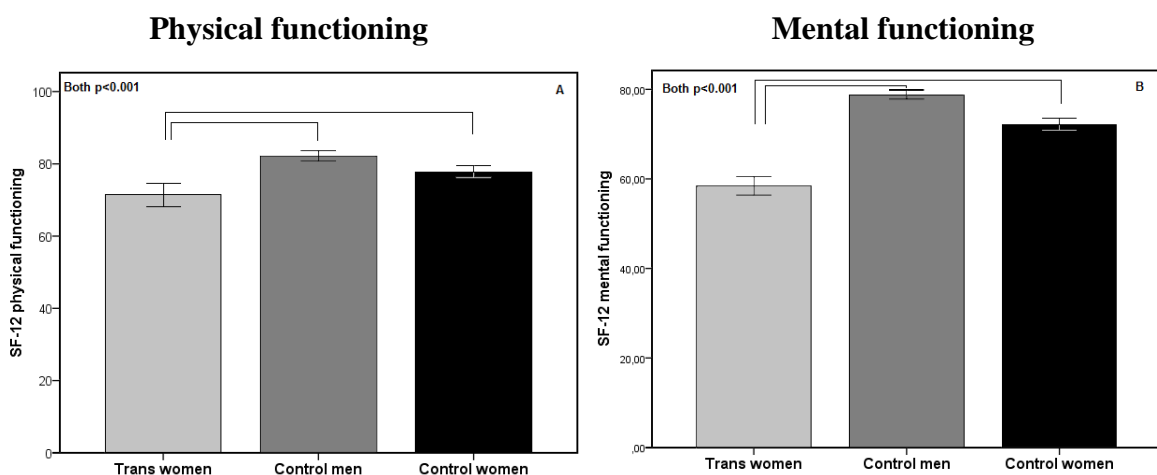 Physical functioning
Mental functioning
Both p<0.001
A
100
80
60
40
20
0
SF-12 physical functioning
Trans women
Control men
Control women
Both p<0.001
B
80,00
60,00
40,00
20,00
,00
SF-12 mental functioning
Trans women
Control men
Control women